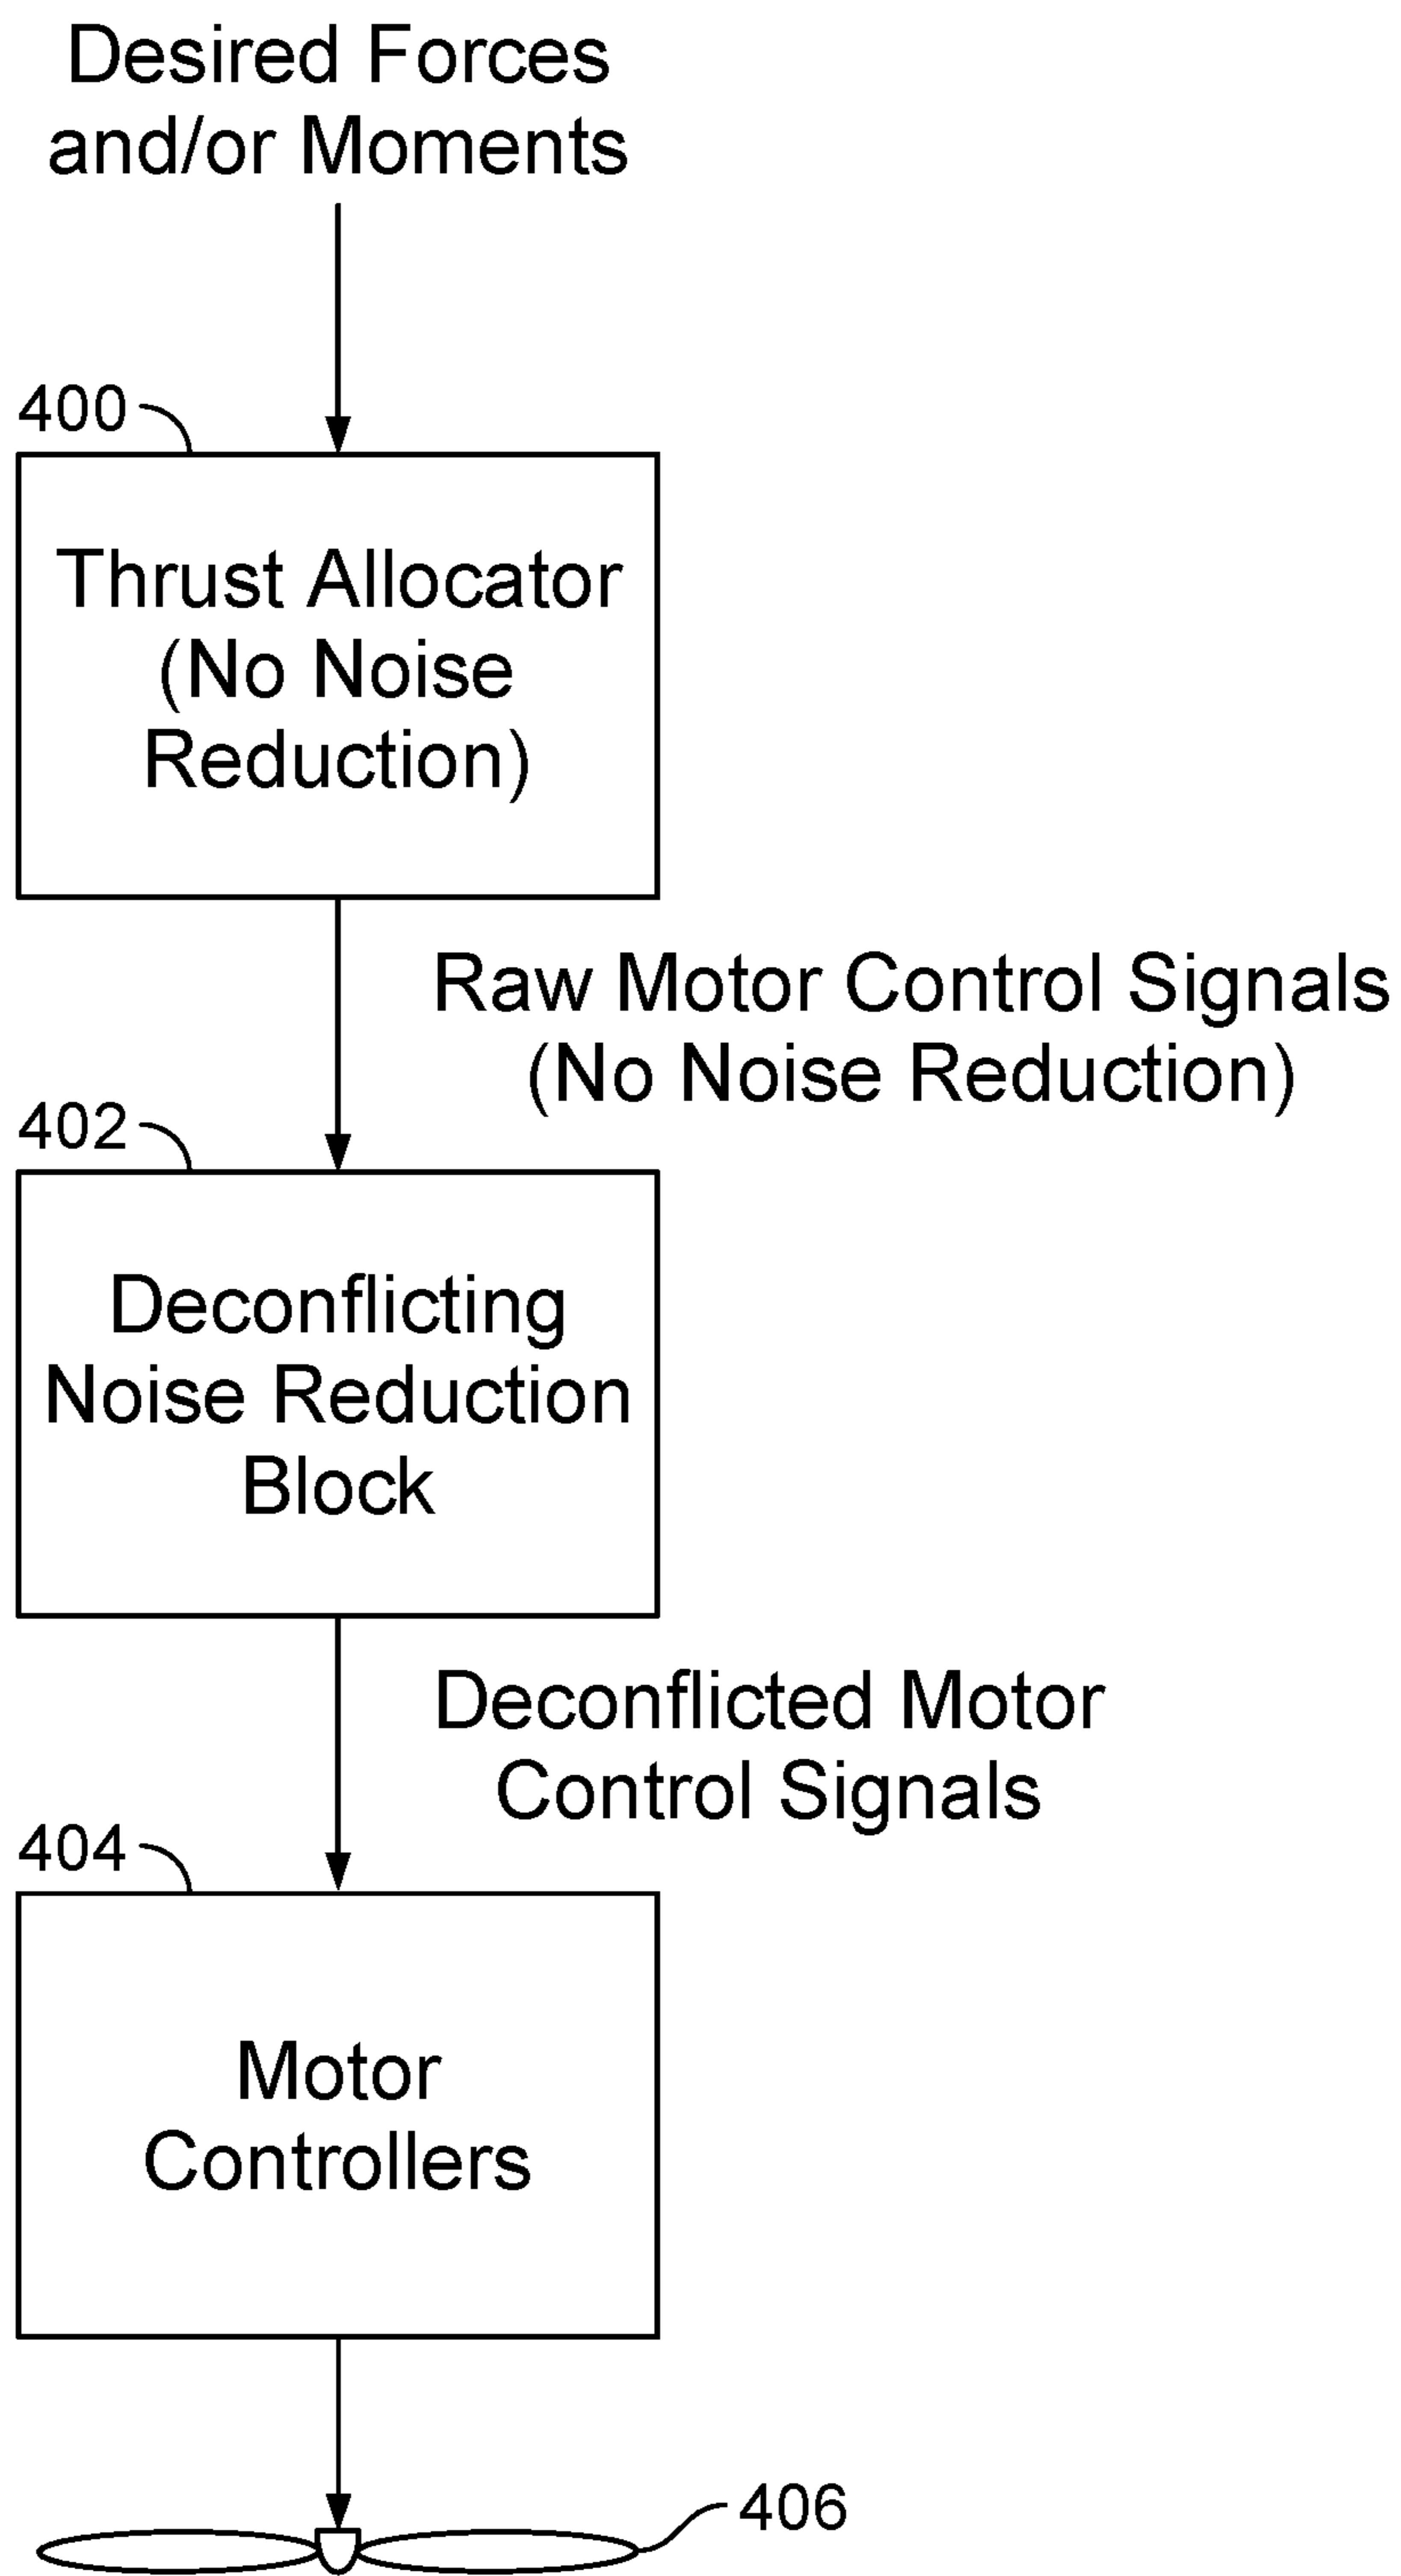 Desired Forces
and/or Moments
400
Thrust Allocator
(No Noise
Reduction)
Raw Motor Control Signals
(No Noise Reduction)
402
Deconflicting
Noise Reduction
Block
Deconflicted Motor
Control Signals
404
Motor
Controllers
406